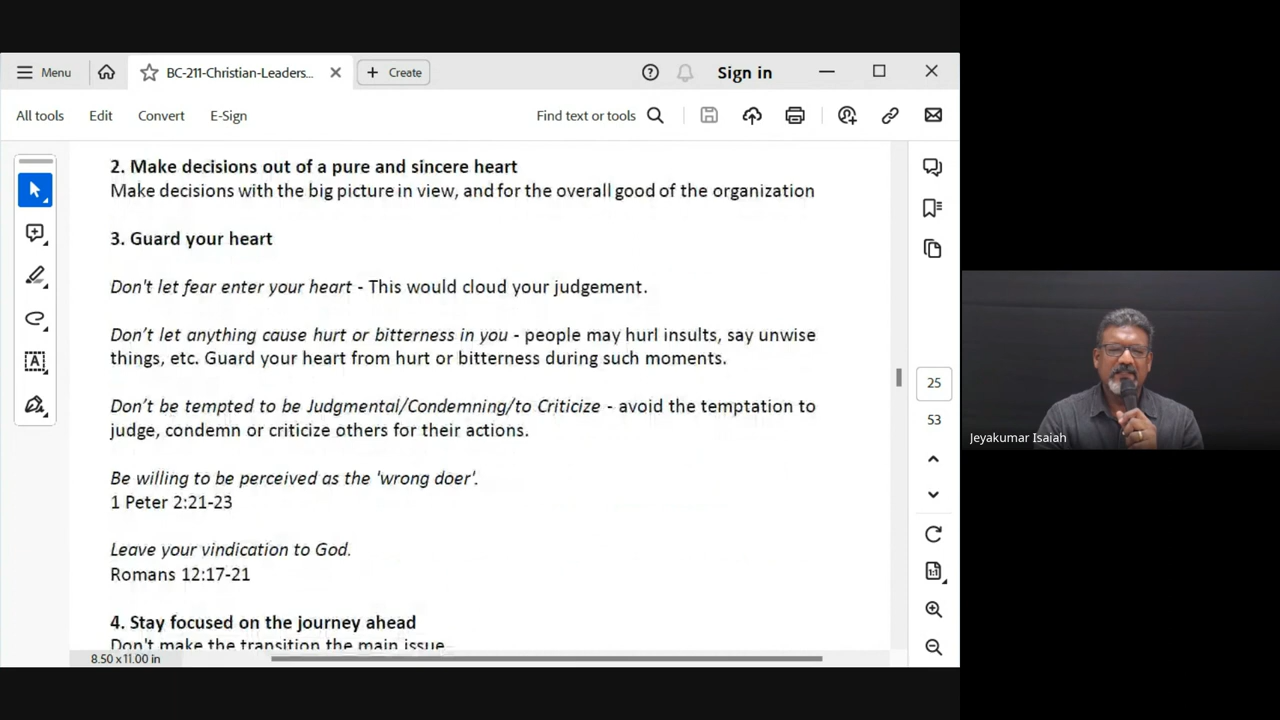 Menu
BC-211-Christian-Leaders...
Create
Sign in
All tools
Edit
Convert
E-Sign
Find text or tools
2. Make decisions out of a pure and sincere heart
Make decisions with the big picture in view, and for the overall good of the organization
3. Guard your heart
Don't let fear enter your heart - This would cloud your judgement.
Don’t let anything cause hurt or bitterness in you - people may hurl insults, say unwise
things, etc. Guard your heart from hurt or bitterness during such moments.
Don’t be tempted to be Judgmental/Condemning/to Criticize - avoid the temptation to
judge, condemn or criticize others for their actions.
Be willing to be perceived as the 'wrong doer'.
1 Peter 2:21-23
Leave your vindication to God.
Romans 12:17-21
4. Stay focused on the journey ahead
Don't make the transition the main issue
8.50 x 11.00 in
25
53
Jeyakumar Isaiah